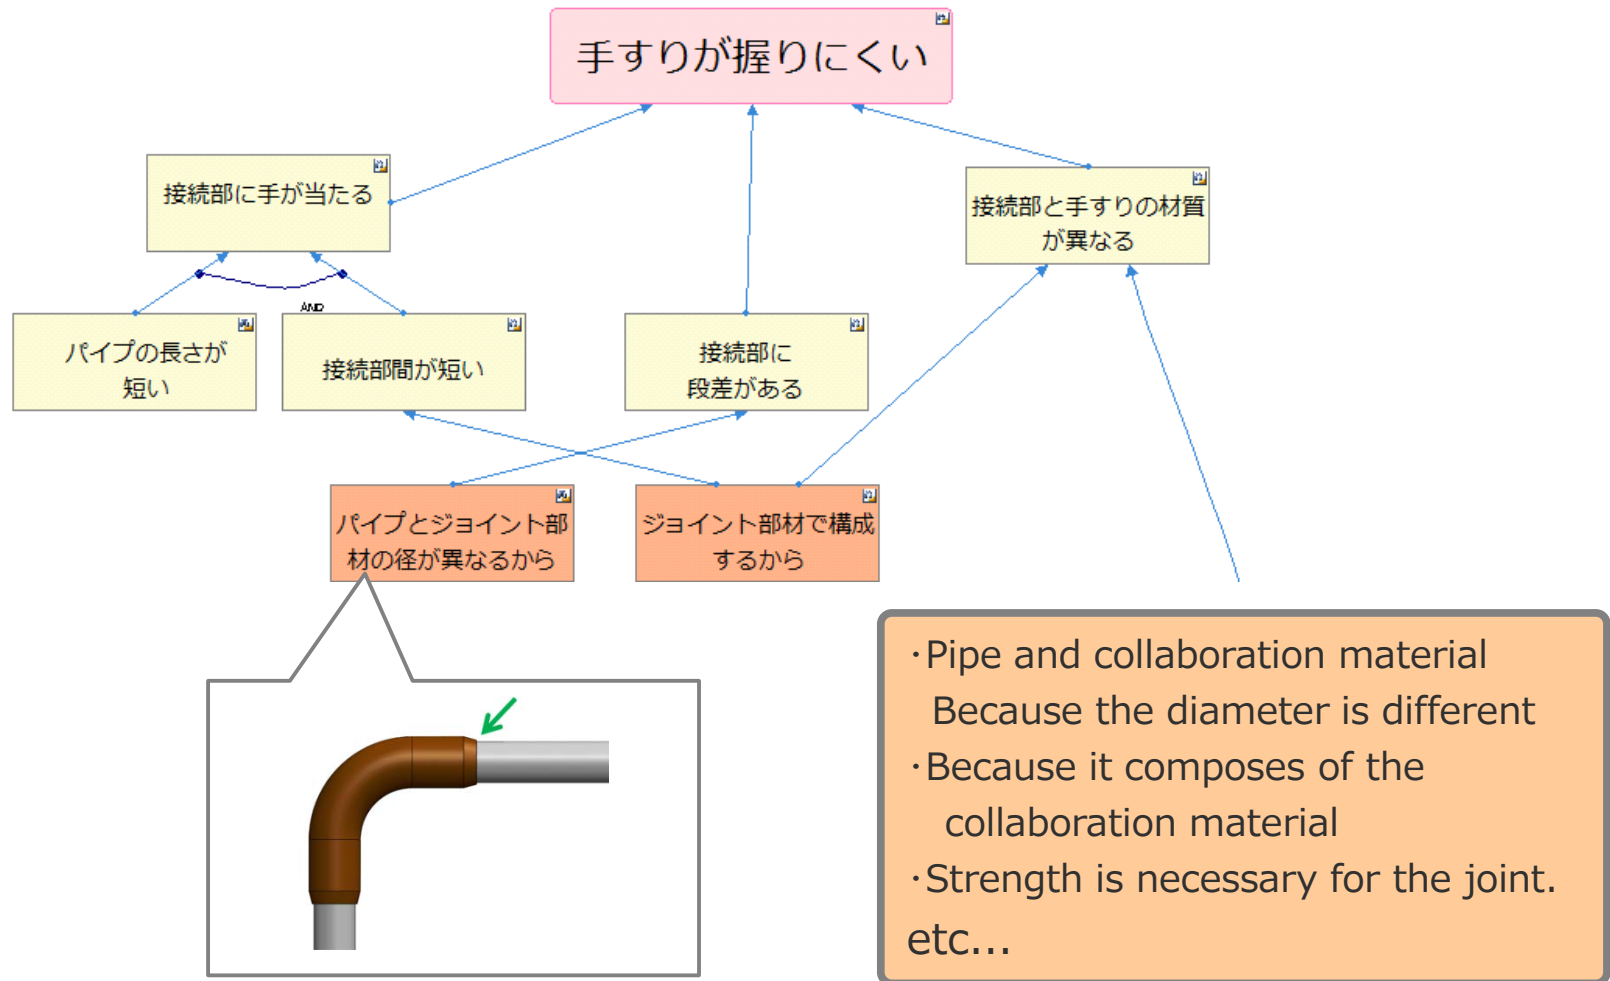 手すりが握りにくい
接続部に手が当たる
接続部と手すりの材質
が異なる
AND
パイプの長さが
短い
接続部間が短い
接続部に
段差がある
パイプとジョイント部
材の径が異なるから
ジョイント部材で構成
するから
・Pipe and collaboration material
Because the diameter is different
・Because it composes of the
collaboration material
・Strength is necessary for the joint.
etc...